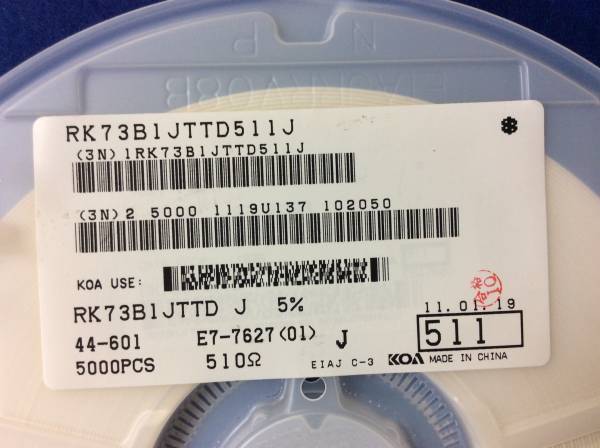 RK73B1JTTD511J
(3N)1RK73B1JTTD511J
(3N)2 5000 1119U137 102050
KOA USE:
RK73B1JTTD J 5%
11.01.19
44-601 E7-7627(01) J 511
5000PCS 510Ω EIAJ C-3 KOA MADE IN CHINA